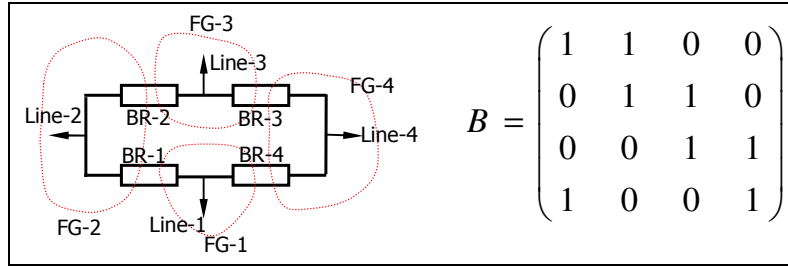 FG-3
Line-3
FG-4
Line-2
BR-2
BR-3
Line-4
BR-1
BR-4
FG-2
Line-1
FG-1
B = 
1 1 0 0
0 1 1 0
0 0 1 1
1 0 0 1